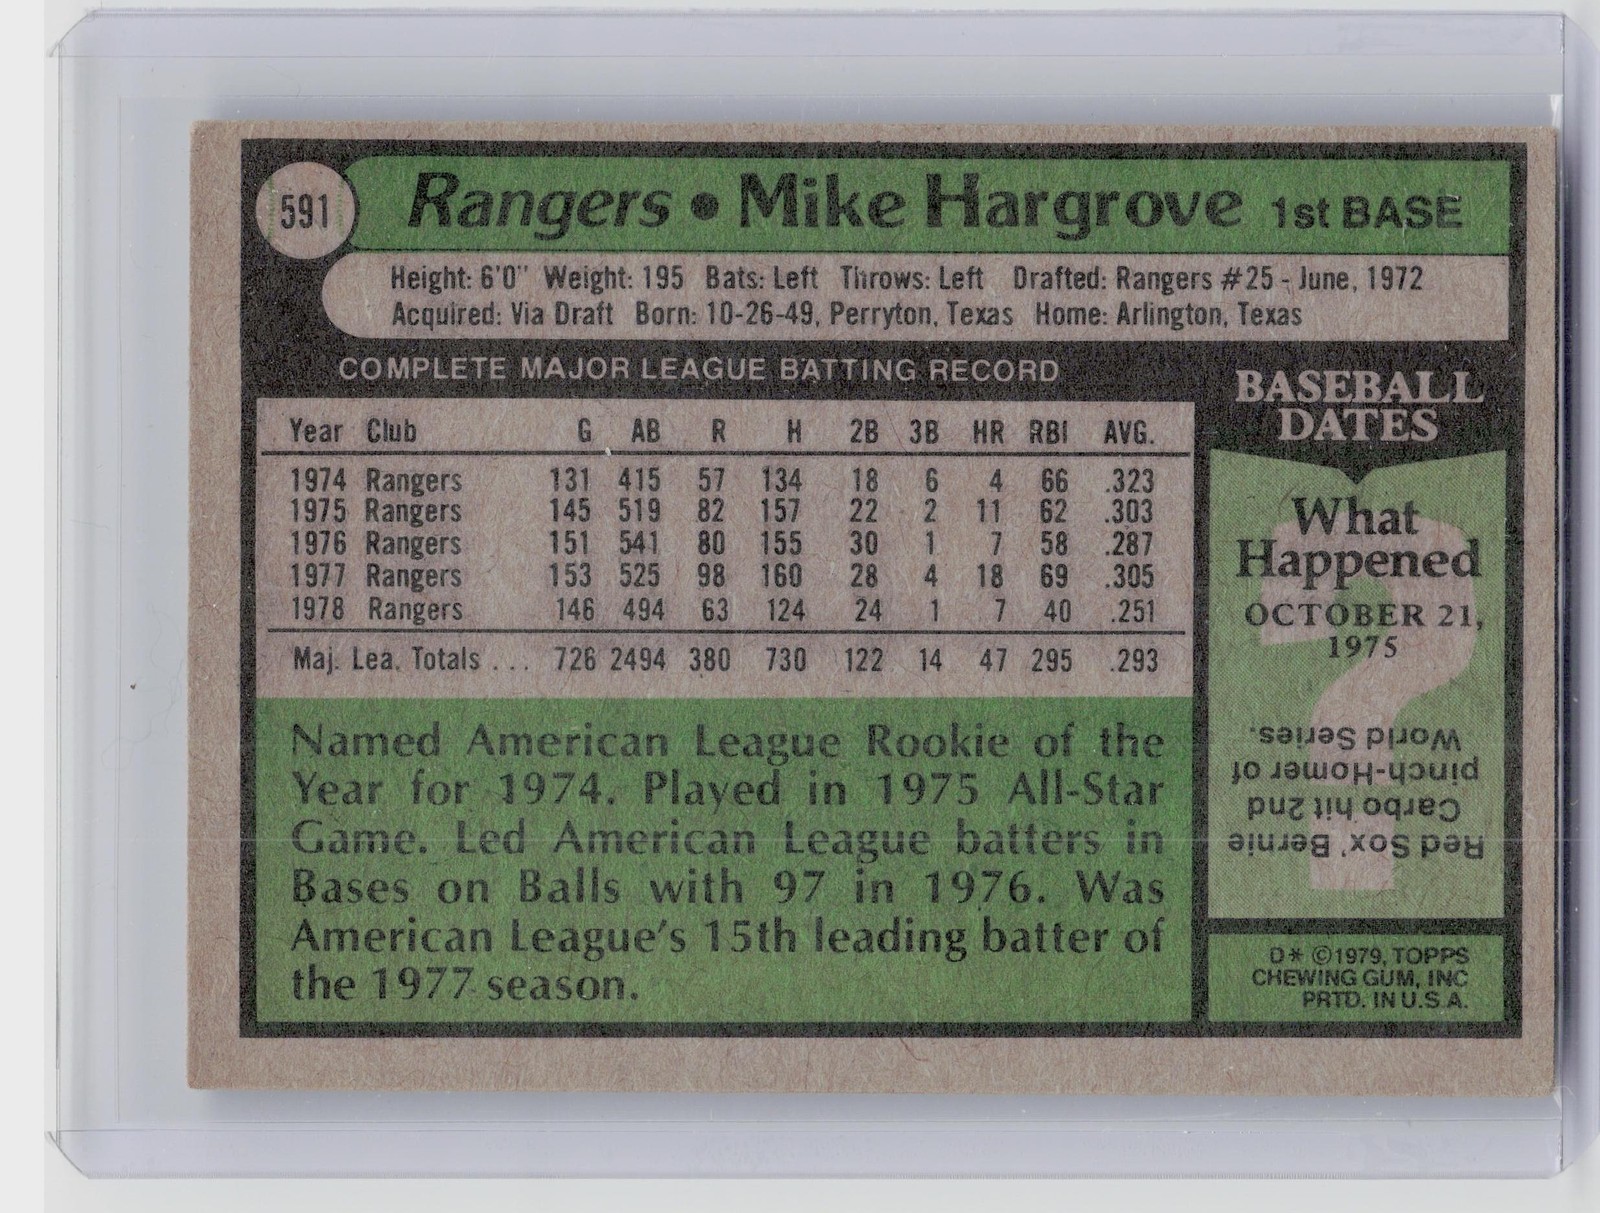 591
Rangers • Mike Hargrove 1st BASE
Height: 6'0" Weight: 195 Bats: Left Throws: Left Drafted: Rangers #25 - June, 1972
Acquired: Via Draft Born: 10-26-49, Perryton, Texas Home: Arlington, Texas
COMPLETE MAJOR LEAGUE BATTING RECORD
Year Club G AB R H 2B 3B HR RBI AVG.
1974 Rangers 131 415 57 134 18 6 4 66 .323
1975 Rangers 145 519 82 157 22 2 11 62 .303
1976 Rangers 151 541 80 155 30 1 7 58 .287
1977 Rangers 153 525 98 160 28 4 18 69 .305
1978 Rangers 146 494 63 124 24 1 7 40 .251
Maj. Lea. Totals ... 726 2494 380 730 122 14 47 295 .293
Named American League Rookie of the
Year for 1974. Played in 1975 All-Star
Game. Led American League batters in
Bases on Balls with 97 in 1976. Was
American League's 15th leading batter of
the 1977 season.
BASEBALL
DATES
What
Happened
OCTOBER 21,
1975
Red Sox' Bernie
Carbo hit 2nd
pinch-Homer of
World Series.
D* ©1979, TOPPS
CHEWING GUM, INC
PRTD. IN U.S.A.